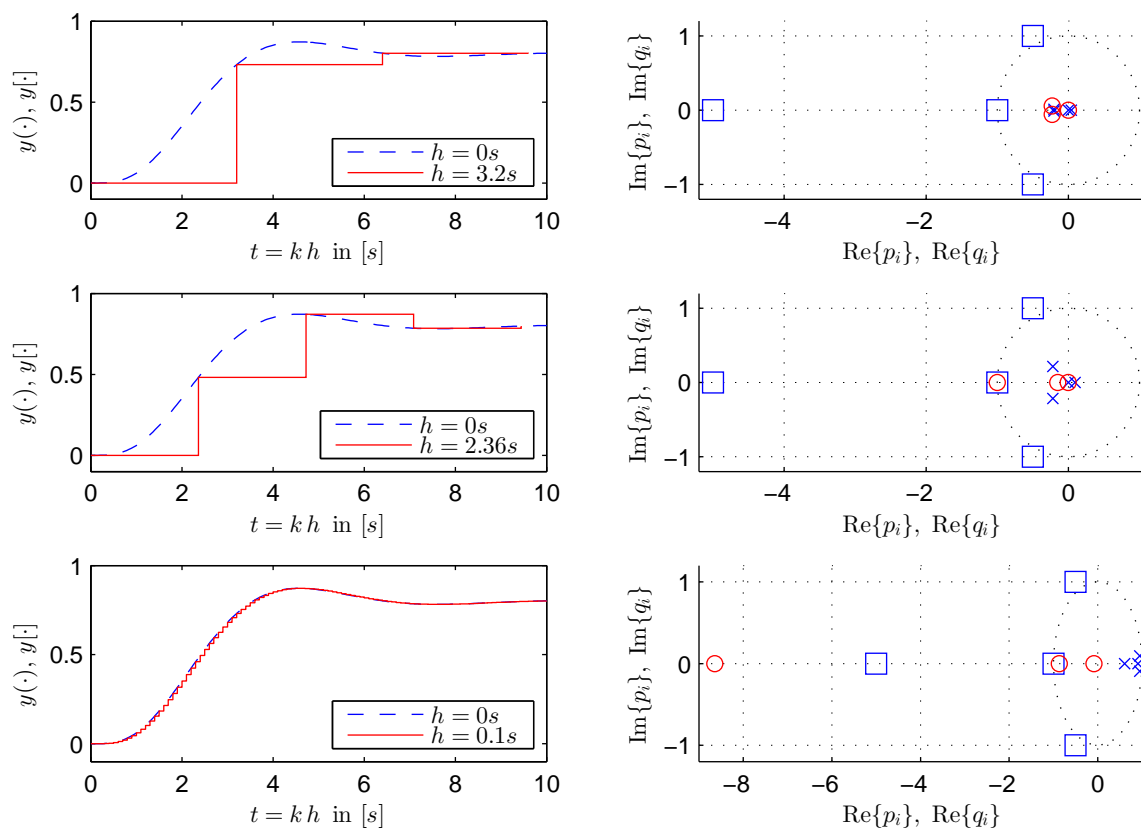 1
0.5
0
0 2 4 6 8 10
y(·), y[·]
t = k h in [s]
h = 0s
h = 3.2s
1
0
−1
−4 −2 0
Im{p_i}, Im{q_i}
Re{p_i}, Re{q_i}
1
0.5
0
0 2 4 6 8 10
y(·), y[·]
t = k h in [s]
h = 0s
h = 2.36s
1
0
−1
−4 −2 0
Im{p_i}, Im{q_i}
Re{p_i}, Re{q_i}
1
0.5
0
0 2 4 6 8 10
y(·), y[·]
t = k h in [s]
h = 0s
h = 0.1s
1
0
−1
−8 −6 −4 −2 0
Im{p_i}, Im{q_i}
Re{p_i}, Re{q_i}